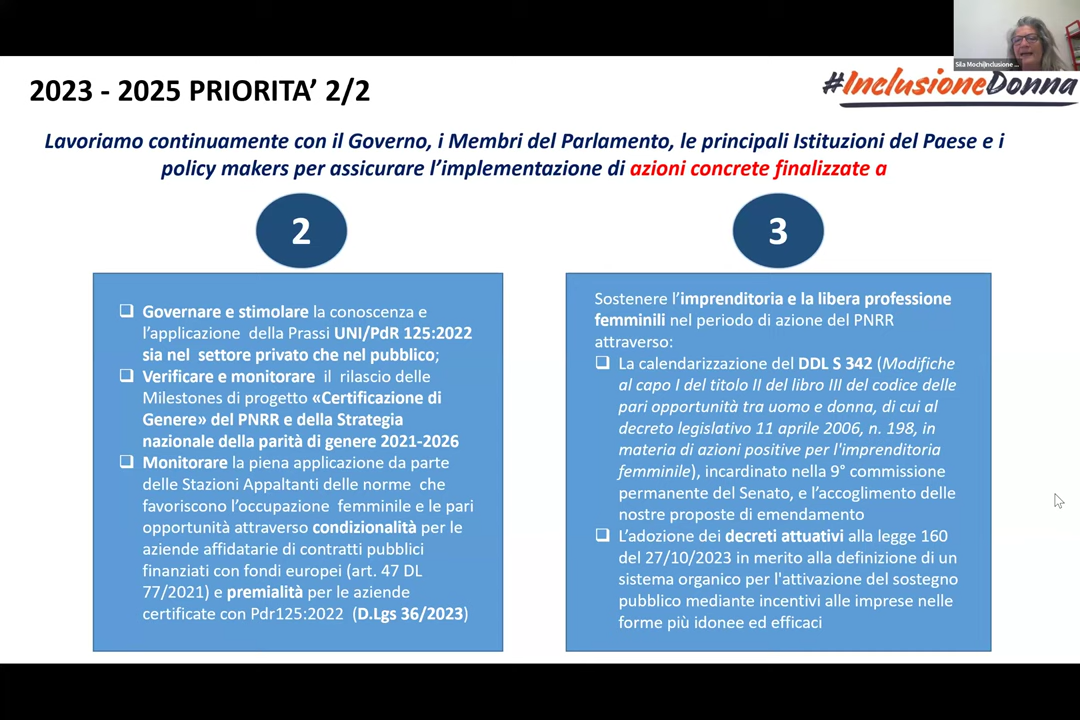 Sila Mochi|Inclusione ...
2023 - 2025 PRIORITA’ 2/2
#InclusioneDonna
Lavoriamo continuamente con il Governo, i Membri del Parlamento, le principali Istituzioni del Paese e i
policy makers per assicurare l’implementazione di azioni concrete finalizzate a
2
❑ Governare e stimolare la conoscenza e
l’applicazione della Prassi UNI/PdR 125:2022
sia nel settore privato che nel pubblico;
❑ Verificare e monitorare il rilascio delle
Milestones di progetto «Certificazione di
Genere» del PNRR e della Strategia
nazionale della parità di genere 2021-2026
❑ Monitorare la piena applicazione da parte
delle Stazioni Appaltanti delle norme che
favoriscono l’occupazione femminile e le pari
opportunità attraverso condizionalità per le
aziende affidatarie di contratti pubblici
finanziati con fondi europei (art. 47 DL
77/2021) e premialità per le aziende
certificate con Pdr125:2022 (D.Lgs 36/2023)
3
Sostenere l’imprenditoria e la libera professione
femminili nel periodo di azione del PNRR
attraverso:
❑ La calendarizzazione del DDL S 342 (Modifiche
al capo I del titolo II del libro III del codice delle
pari opportunità tra uomo e donna, di cui al
decreto legislativo 11 aprile 2006, n. 198, in
materia di azioni positive per l'imprenditoria
femminile), incardinato nella 9° commissione
permanente del Senato, e l’accoglimento delle
nostre proposte di emendamento
❑ L’adozione dei decreti attuativi alla legge 160
del 27/10/2023 in merito alla definizione di un
sistema organico per l'attivazione del sostegno
pubblico mediante incentivi alle imprese nelle
forme più idonee ed efficaci